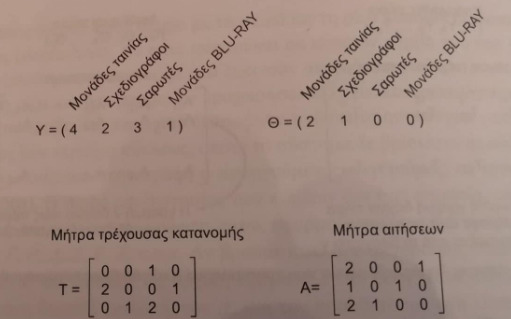 Μονάδες ταινίας
Σχεδιογράφοι
Σαρωτές
Μονάδες BLU-RAY
Υ = ( 4 2 3 1 )
Μονάδες ταινίας
Σχεδιογράφοι
Σαρωτές
Μονάδες BLU-RAY
Θ = ( 2 1 0 0 )
Μήτρα τρέχουσας κατανομής
Τ =
0 0 1 0
2 0 0 1
0 1 2 0
Μήτρα αιτήσεων
Α=
2 0 0 1
1 0 1 0
2 1 0 0